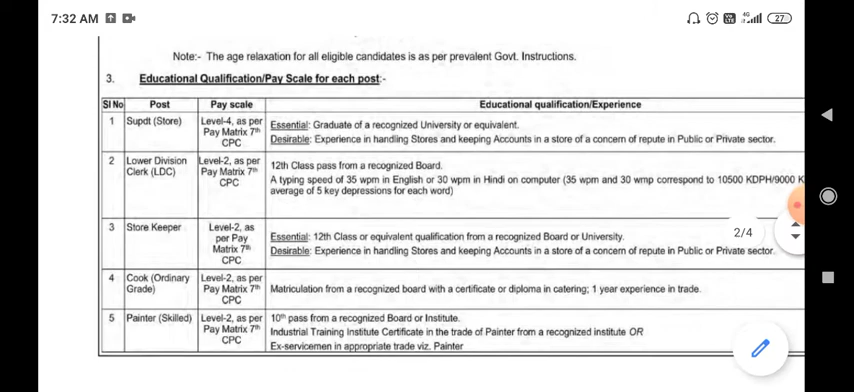 7:32 AM
4G
27
Note:- The age relaxation for all eligible candidates is as per prevalent Govt. Instructions.
3. Educational Qualification/Pay Scale for each post:-
Sl No Post Pay scale Educational qualification/Experience
1 Supdt (Store) Level-4, as per Pay Matrix 7th CPC
Essential: Graduate of a recognized University or equivalent.
Desirable: Experience in handling Stores and keeping Accounts in a store of a concern of repute in Public or Private sector.
2 Lower Division Clerk (LDC) Level-2, as per Pay Matrix 7th CPC
12th Class pass from a recognized Board.
A typing speed of 35 wpm in English or 30 wpm in Hindi on computer (35 wpm and 30 wmp correspond to 10500 KDPH/9000 K
average of 5 key depressions for each word)
3 Store Keeper Level-2, as per Pay Matrix 7th CPC
Essential: 12th Class or equivalent qualification from a recognized Board or University.
Desirable: Experience in handling Stores and keeping Accounts in a store of a concern of repute in Public or Private sector.
2/4
4 Cook (Ordinary Grade) Level-2, as per Pay Matrix 7th CPC
Matriculation from a recognized board with a certificate or diploma in catering; 1 year experience in trade.
5 Painter (Skilled) Level-2, as per Pay Matrix 7th CPC
10th pass from a recognized Board or Institute.
Industrial Training Institute Certificate in the trade of Painter from a recognized institute OR
Ex-servicemen in appropriate trade viz. Painter